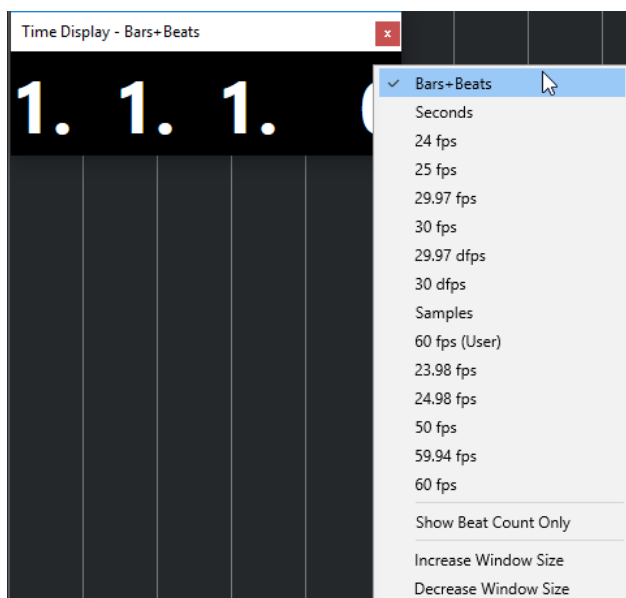 Time Display - Bars+Beats
x
1. 1. 1.
Bars+Beats
Seconds
24 fps
25 fps
29.97 fps
30 fps
29.97 dfps
30 dfps
Samples
60 fps (User)
23.98 fps
24.98 fps
50 fps
59.94 fps
60 fps
Show Beat Count Only
Increase Window Size
Decrease Window Size